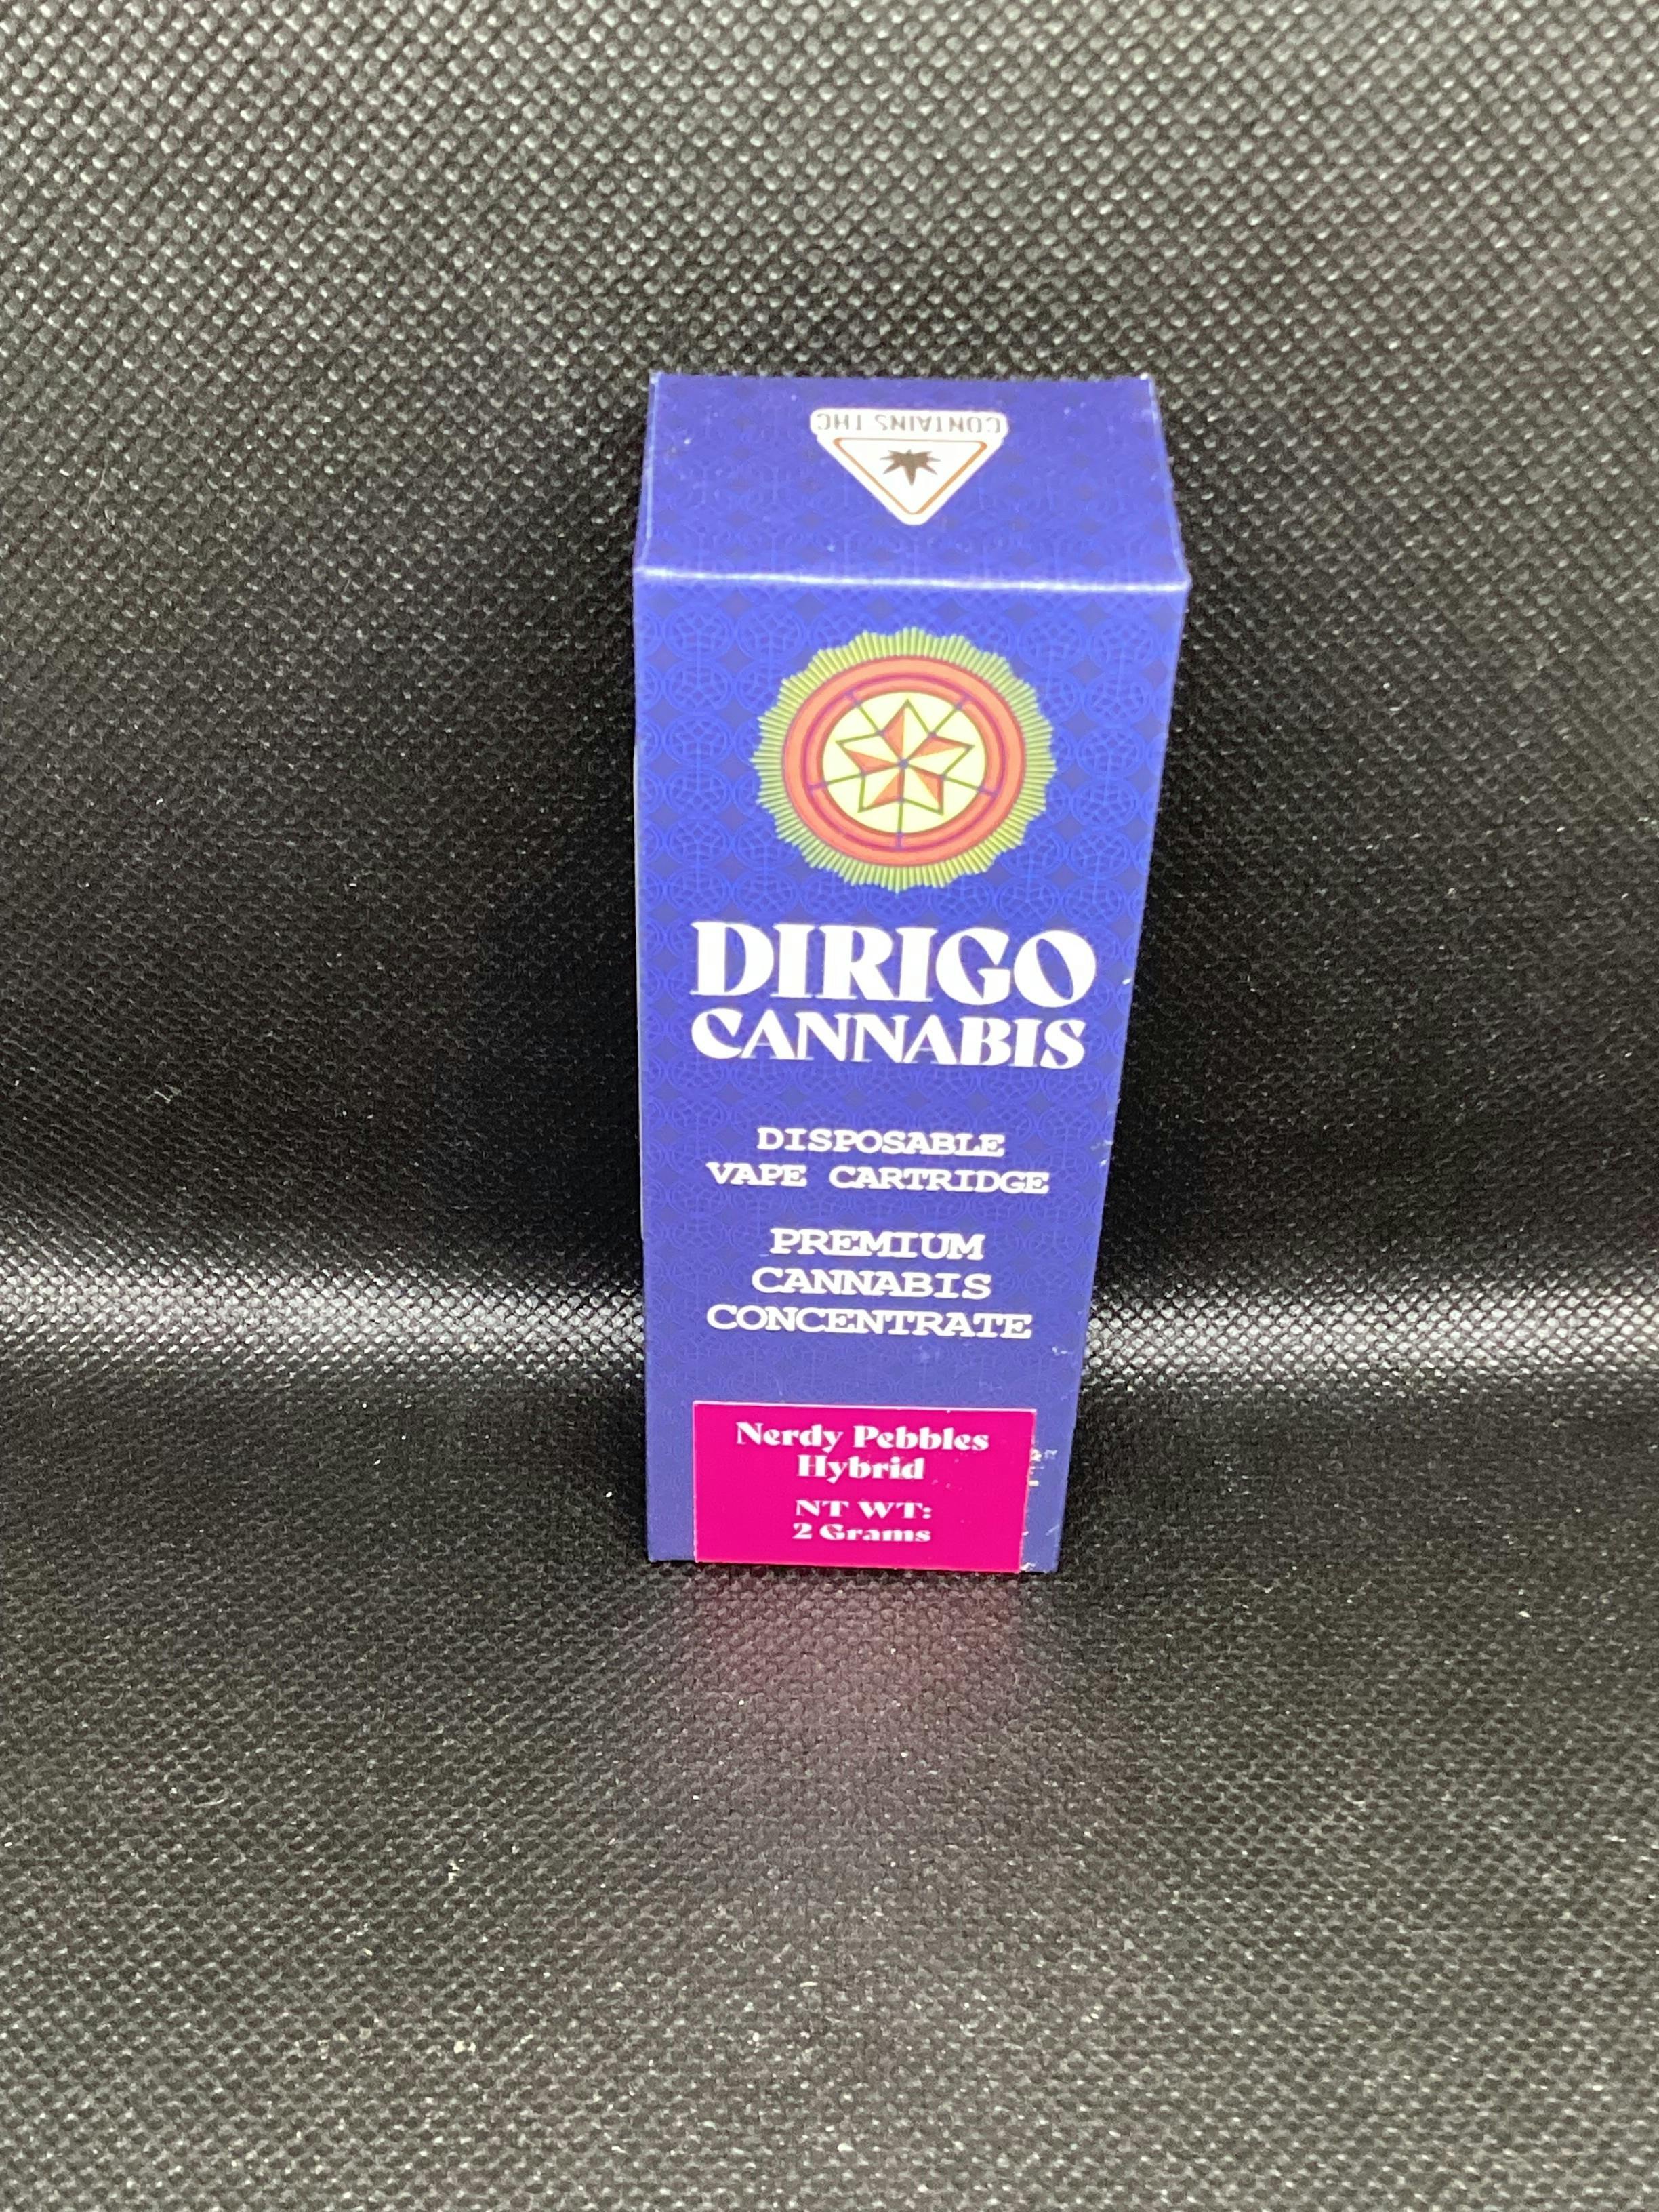 CONTAINS THC
DIRIGO
CANNABIS
DISPOSABLE
VAPE CARTRIDGE
PREMIUM
CANNABIS
CONCENTRATE
Nerdy Pebbles
Hybrid
NT WT:
2 Grams